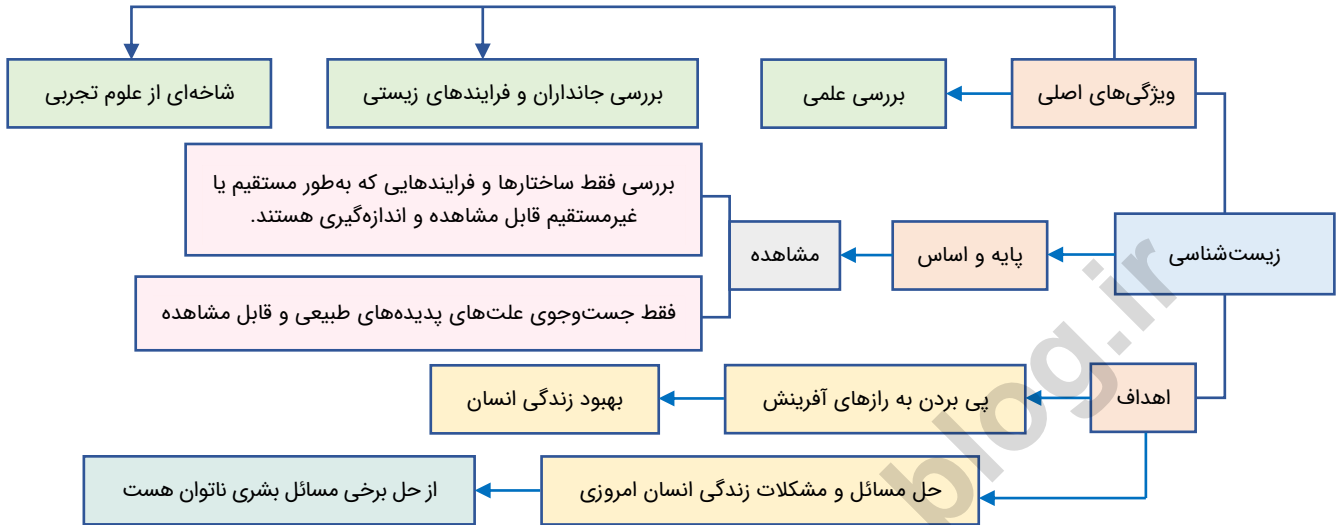 ویژگی‌های اصلی
بررسی علمی
بررسی جانداران و فرایندهای زیستی
شاخه‌ای از علوم تجربی
زیست‌شناسی
پایه و اساس
مشاهده
بررسی فقط ساختارها و فرایندهایی که به‌طور مستقیم یا
غیرمستقیم قابل مشاهده و اندازه‌گیری هستند.
فقط جست‌وجوی علت‌های پدیده‌های طبیعی و قابل مشاهده
اهداف
پی بردن به رازهای آفرینش
بهبود زندگی انسان
حل مسائل و مشکلات زندگی انسان امروزی
از حل برخی مسائل بشری ناتوان هست
blog.ir